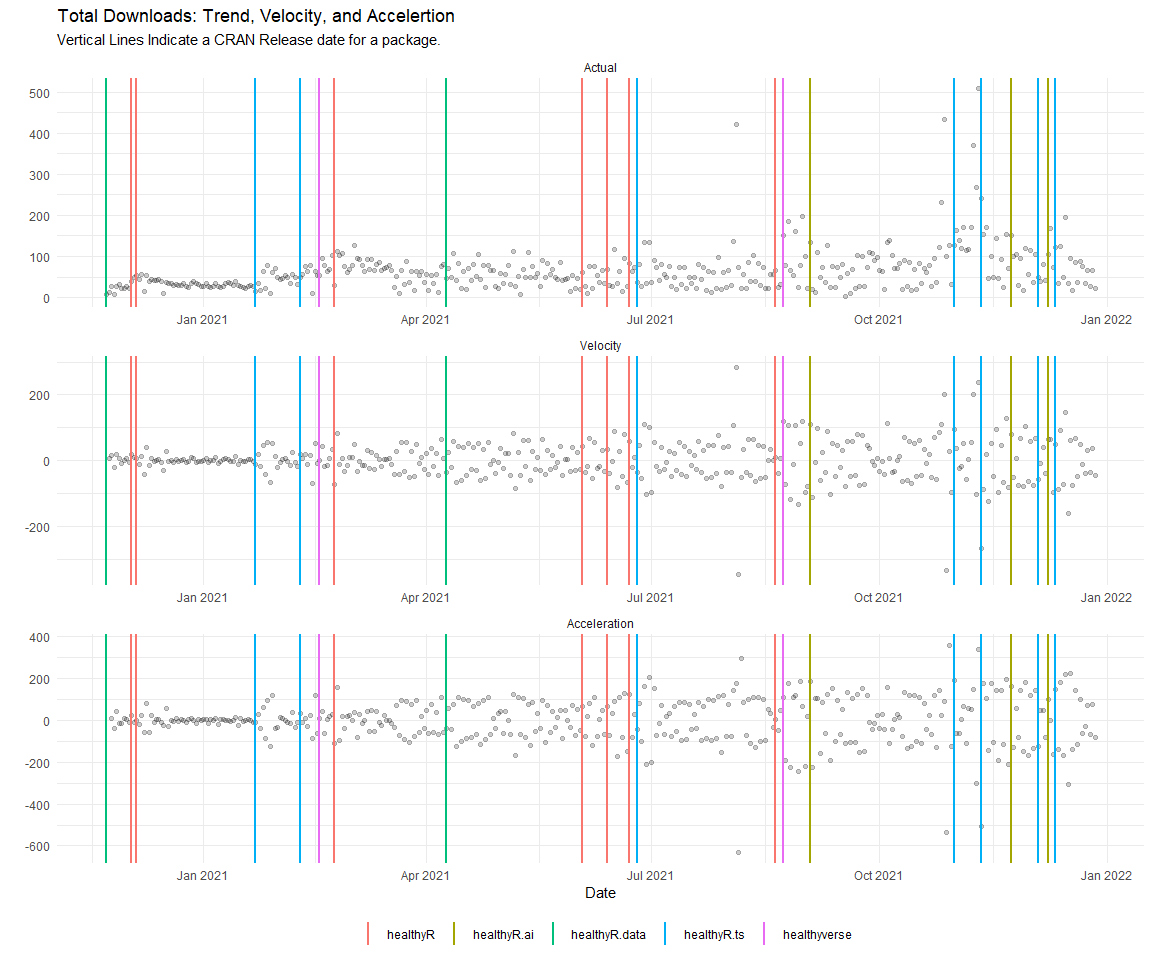 Total Downloads: Trend, Velocity, and Accelertion
Vertical Lines Indicate a CRAN Release date for a package.
Actual
500
400
300
200
100
0
Jan 2021 Apr 2021 Jul 2021 Oct 2021 Jan 2022
Velocity
200
0
-200
Jan 2021 Apr 2021 Jul 2021 Oct 2021 Jan 2022
Acceleration
400
200
0
-200
-400
-600
Jan 2021 Apr 2021 Jul 2021 Oct 2021 Jan 2022
Date
healthyR healthyR.ai healthyR.data healthyR.ts healthyverse